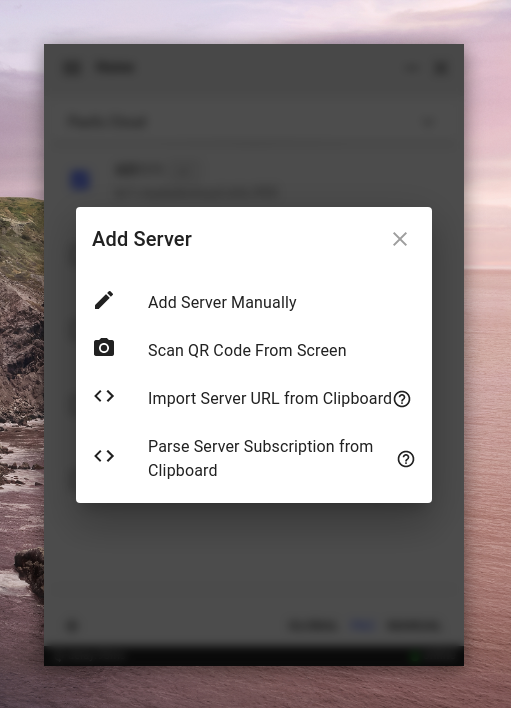 Add Server
Add Server Manually
Scan QR Code From Screen
Import Server URL from Clipboard
Parse Server Subscription from
Clipboard